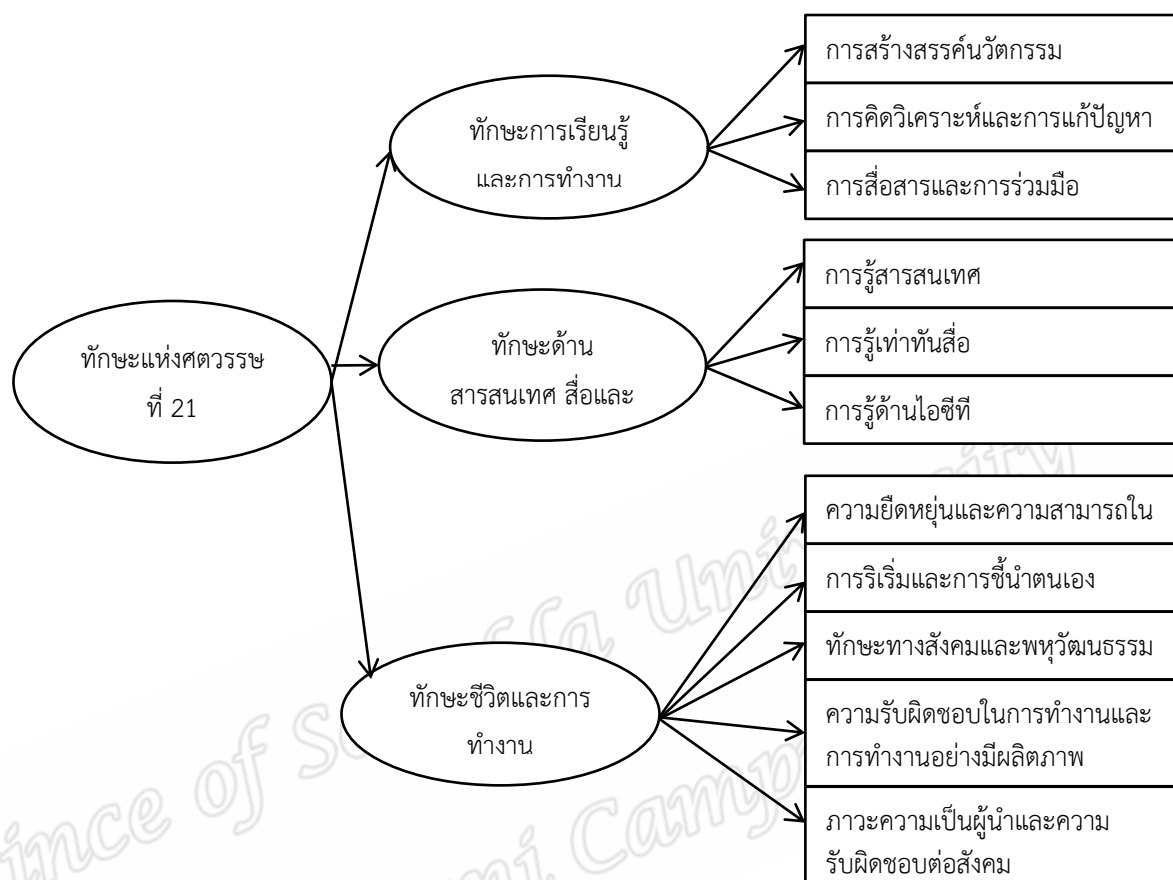 ทักษะแห่งศตวรรษ
ที่ 21
ทักษะการเรียนรู้
และการทำงาน
การสร้างสรรค์นวัตกรรม
การคิดวิเคราะห์และการแก้ปัญหา
การสื่อสารและการร่วมมือ
ทักษะด้าน
สารสนเทศ สื่อและ
การรู้สารสนเทศ
การรู้เท่าทันสื่อ
การรู้ด้านไอซีที
ทักษะชีวิตและการ
ทำงาน
ความยืดหยุ่นและความสามารถใน
การริเริ่มและการชี้นำตนเอง
ทักษะทางสังคมและพหุวัฒนธรรม
ความรับผิดชอบในการทำงานและ
การทำงานอย่างมีผลิตภาพ
ภาวะความเป็นผู้นำและความ
รับผิดชอบต่อสังคม